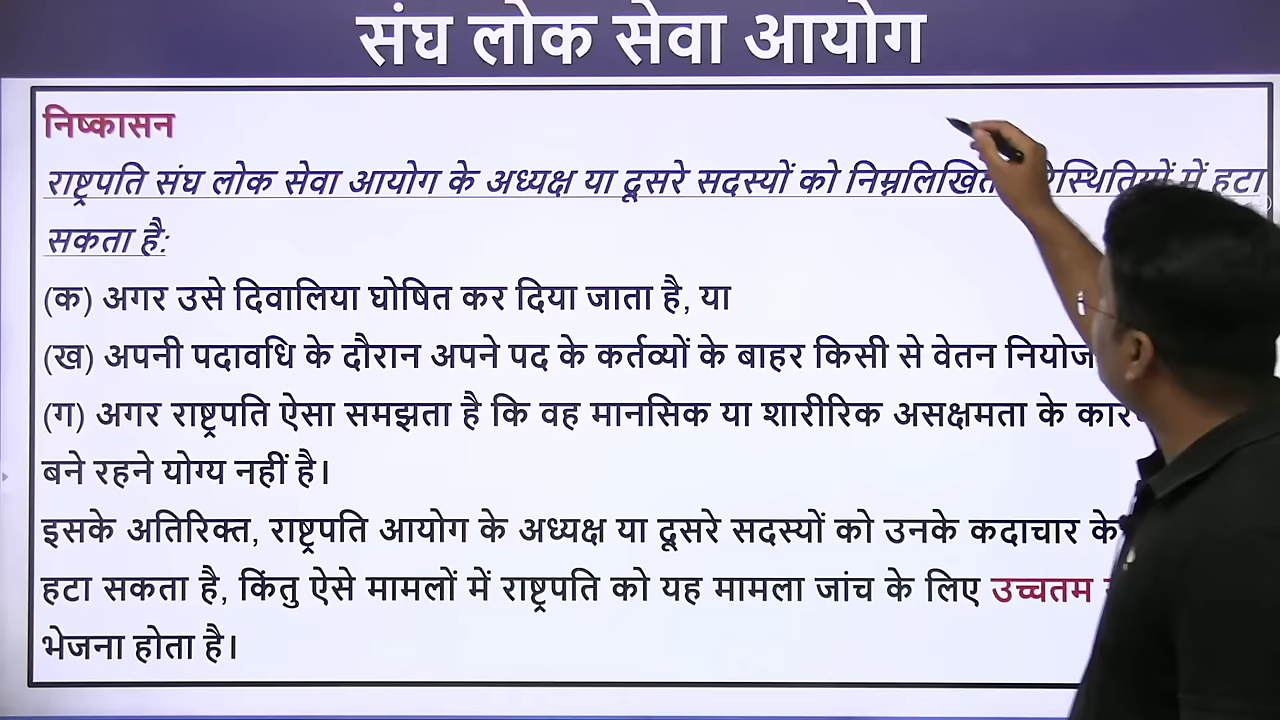 संघ लोक सेवा आयोग
निष्कासन
राष्ट्रपति संघ लोक सेवा आयोग के अध्यक्ष या दूसरे सदस्यों को निम्नलिखित में हटा
सकता है:
(क) अगर उसे दिवालिया घोषित कर दिया जाता है, या
(ख) अपनी पदावधि के दौरान अपने पद के कर्तव्यों के बाहर किसी से वेतन
(ग) अगर राष्ट्रपति ऐसा समझता है कि वह मानसिक या शारीरिक असक्षमता के
बने रहने योग्य नहीं है।
इसके अतिरिक्त, राष्ट्रपति आयोग के अध्यक्ष या दूसरे सदस्यों को उनके कदाचार के
हटा सकता है, किंतु ऐसे मामलों में राष्ट्रपति को यह मामला जांच के लिए उच्चतम
भेजना होता है।